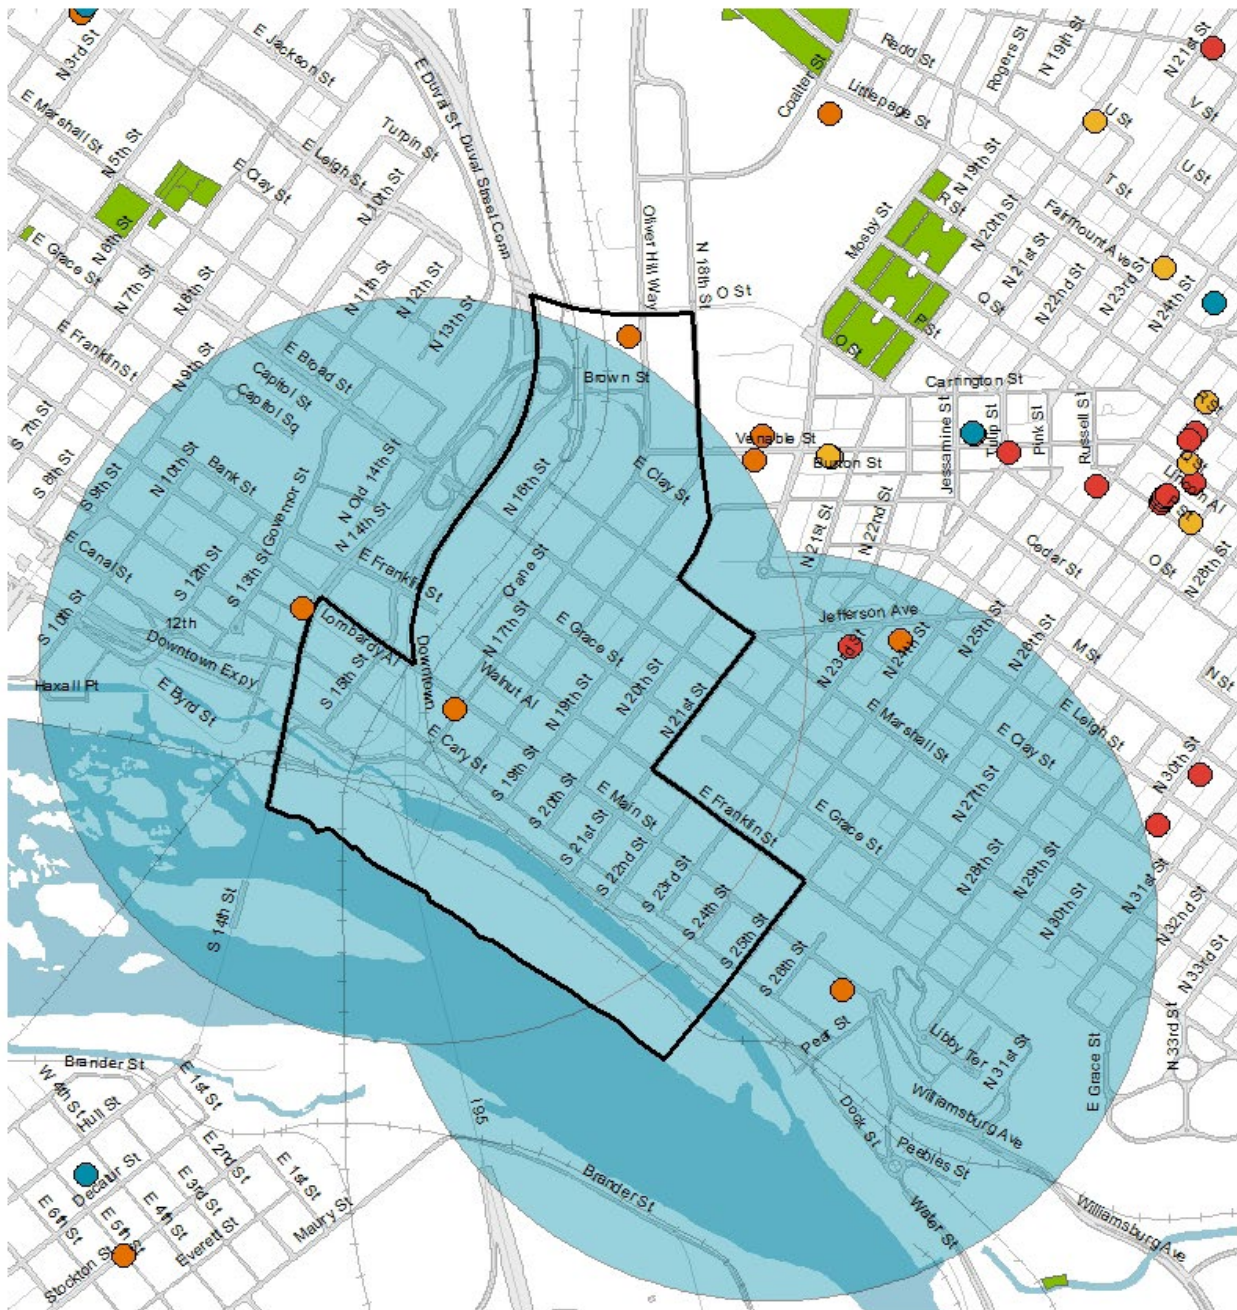 N 3rd St
E Jackson St
E Duval St
Duval Street Conn
E Marshall St
N 5th St
Turpin St
E Leigh St
E Clay St
N 10th St
N 6th St
E Grace St
N 7th St
N 8th St
N 11th St
N 12th St
N 13th St
Oliver Hill Way
N 18th St
O St
Coalter St
Littlepage St
Redd St
Rogers St
N 19th St
N 21st St
V St
U St
U St
T St
N 19th St
R St
N 20th St
Mosby St
Fairmount Ave
N 21st St
N 22nd St
N 23rd St
N 24th St
Q St
P St
O St
E Franklin St
N 9th St
E Broad St
Capitol St
Capitol Sq
S 7th St
S 8th St
S 9th St
N 10th St
Bank St
Governor St
N Old 14th St
N 14th St
Brown St
N 16th St
E Clay St
Venable St
Burton St
Carrington St
Jessamine St
Tulip St
Pink St
Russell St
R St
P St
N 21st St
N 22nd St
Cedar St
O St
N 28th St
E Canal St
S 12th St
S 13th St
E Franklin St
Crane St
S 10th St
12th
Lombardy Al
Downtown Expy
Downtown
N 17th St
E Grace St
Jefferson Ave
N 23rd St
N 24th St
N 25th St
N 26th St
M St
N St
Haxall Pt
E Byrd St
S 15th St
Walnut Al
N 19th St
N 20th St
N 21st St
E Cary St
S 19th St
S 20th St
E Main St
S 21st St
S 22nd St
S 23rd St
S 24th St
S 25th St
S 26th St
E Franklin St
E Grace St
E Marshall St
E Clay St
E Leigh St
N 27th St
N 28th St
N 29th St
N 30th St
N 30th St
N 31st St
N 32nd St
N 33rd St
N 33rd St
S 14th St
Pear St
Libby Ter
N 31st St
E Grace St
Brander St
W 4th St
Hull St
E 1st St
I 95
Dock St
Williamsburg Ave
Peebles St
E 2nd St
E 1st St
Decatur St
E 3rd St
E 4th St
E 5th St
E 6th St
Everett St
Maury St
Stockton St
Brander St
Water St
Williamsburg Ave